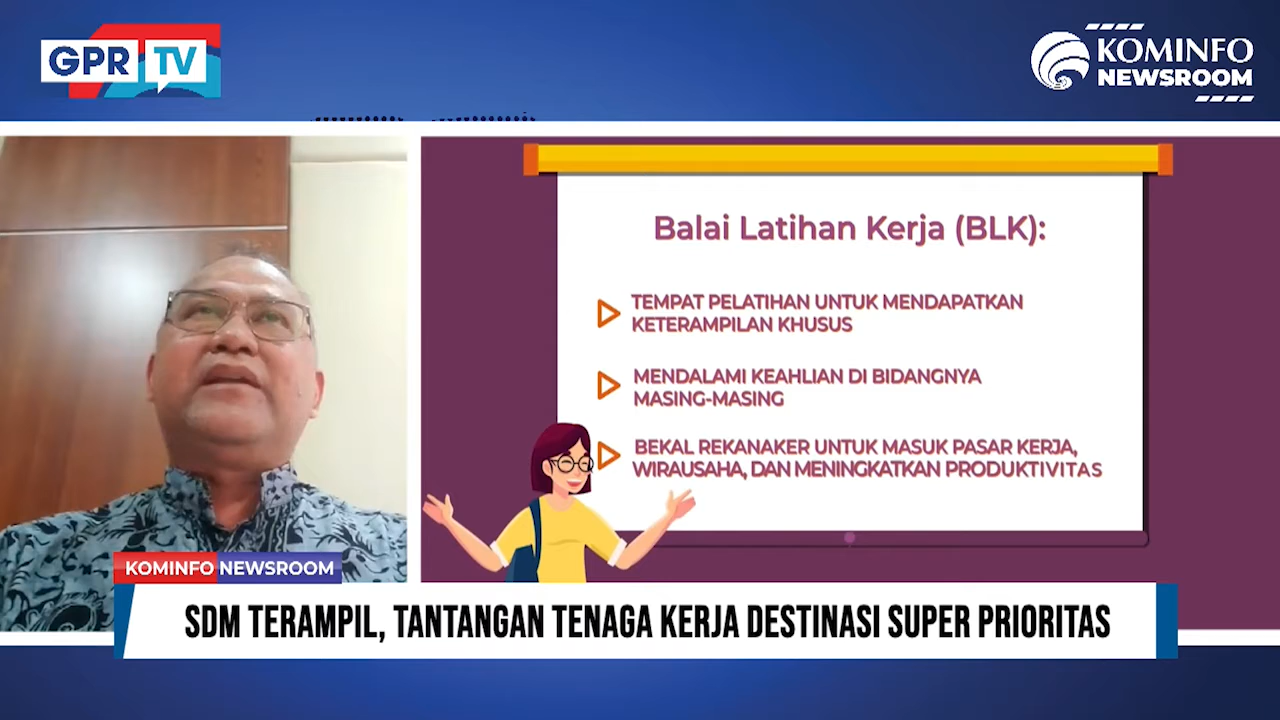 GPR TV
KOMINFO
NEWSROOM
Balai Latihan Kerja (BLK):
TEMPAT PELATIHAN UNTUK MENDAPATKAN
KETERAMPILAN KHUSUS
MENDALAMI KEAHLIAN DI BIDANGNYA
MASING-MASING
BEKAL REKANAKER UNTUK MASUK PASAR KERJA,
WIRAUSAHA, DAN MENINGKATKAN PRODUKTIVITAS
KOMINFO NEWSROOM
SDM TERAMPIL, TANTANGAN TENAGA KERJA DESTINASI SUPER PRIORITAS